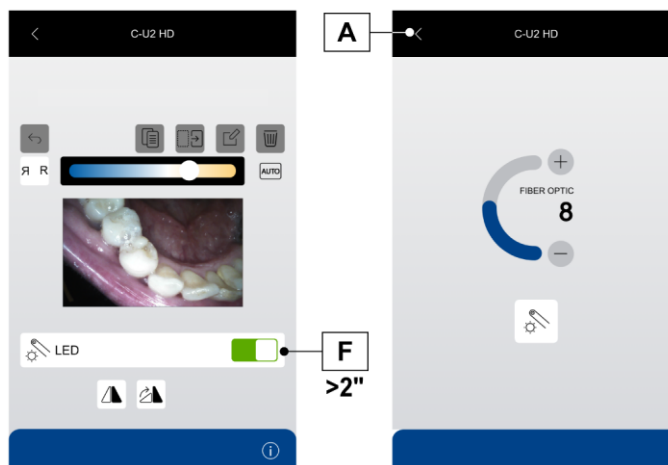 C-U2 HD
Я R
AUTO
LED
F
>2"
A
C-U2 HD
FIBER OPTIC
8